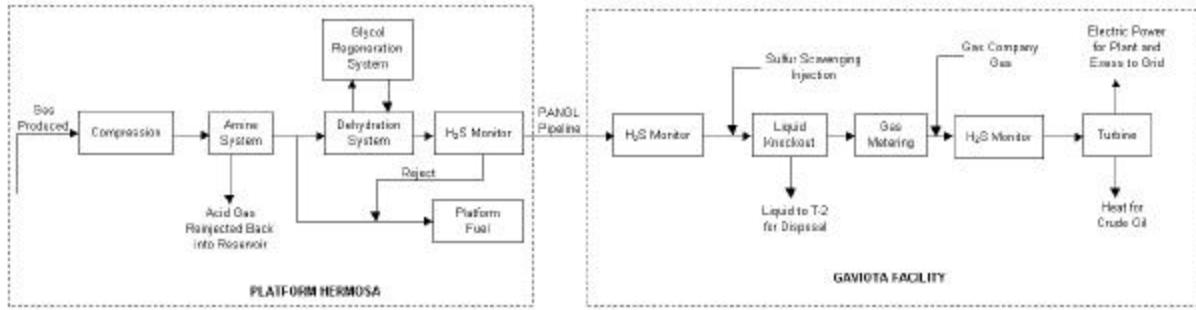 Glycol
Regeneration
System
Gas
Produced
Compression
Amine
System
Dehydration
System
H₂S Monitor
Reject
Acid Gas
Reinjected Back
into Reservoir
Platform
Fuel
PLATFORM HERMOSA
PANGL
Pipeline
H₂S Monitor
Sulfur Scavenging
Injection
Liquid
Knockout
Liquid to T-2
for Disposal
Gas
Metering
Gas Company
Gas
H₂S Monitor
Electric Power
for Plant and
Exess to Grid
Turbine
Heat for
Crude Oil
GAVIOTA FACILITY